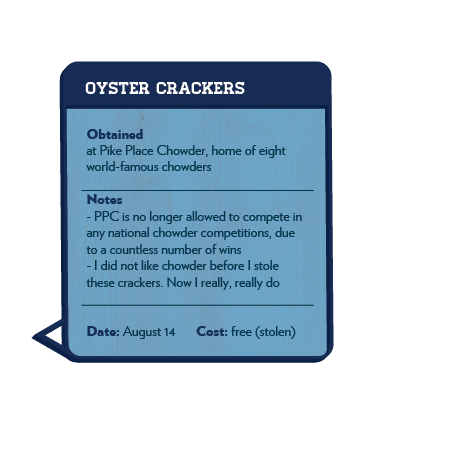 OYSTER CRACKERS
Obtained
at Pike Place Chowder, home of eight
world-famous chowders
Notes
- PPC is no longer allowed to compete in
any national chowder competitions, due
to a countless number of wins
- I did not like chowder before I stole
these crackers. Now I really, really do
Date: August 14 Cost: free (stolen)